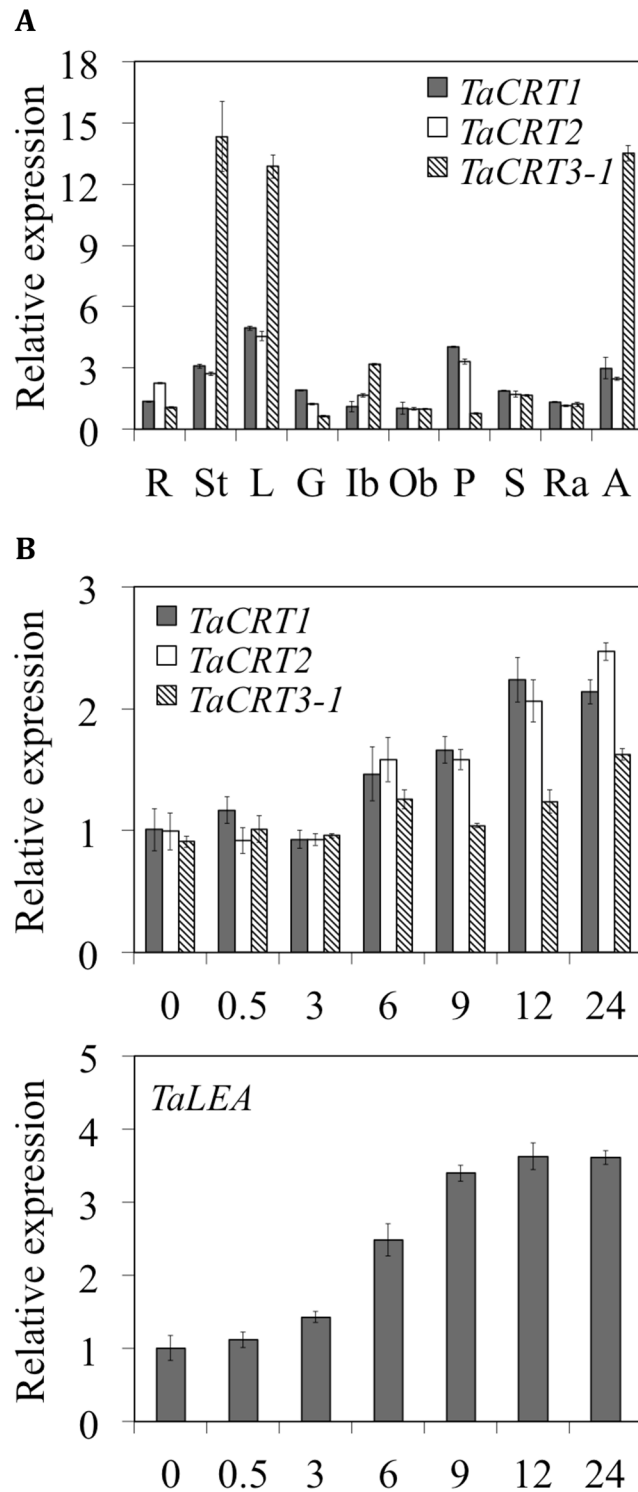 A
Relative expression
18
15
12
9
6
3
0
TaCRT1
TaCRT2
TaCRT3-1
R St L G Ib Ob P S Ra A
B
Relative expression
3
2
1
0
TaCRT1
TaCRT2
TaCRT3-1
0 0.5 3 6 9 12 24
Relative expression
5
4
3
2
1
0
TaLEA
0 0.5 3 6 9 12 24